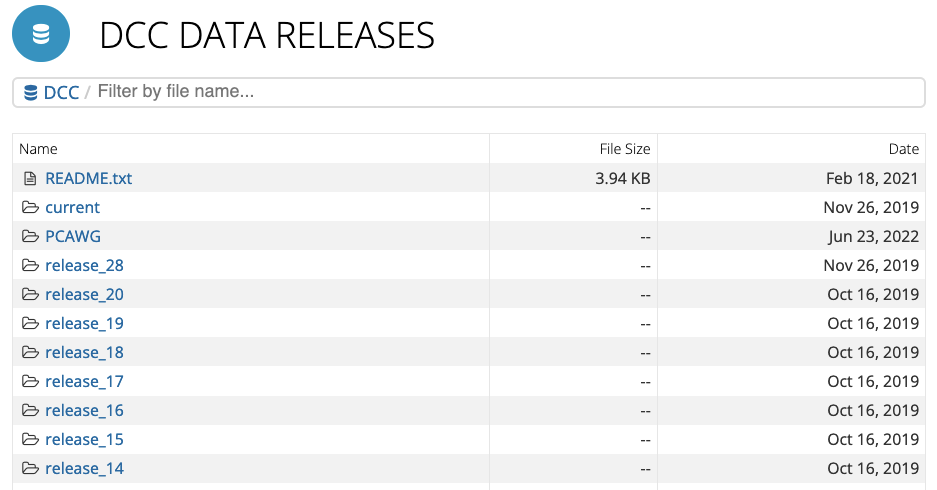 DCC DATA RELEASES
DCC / Filter by file name...
Name File Size Date
README.txt 3.94 KB Feb 18, 2021
current -- Nov 26, 2019
PCAWG -- Jun 23, 2022
release_28 -- Nov 26, 2019
release_20 -- Oct 16, 2019
release_19 -- Oct 16, 2019
release_18 -- Oct 16, 2019
release_17 -- Oct 16, 2019
release_16 -- Oct 16, 2019
release_15 -- Oct 16, 2019
release_14 -- Oct 16, 2019